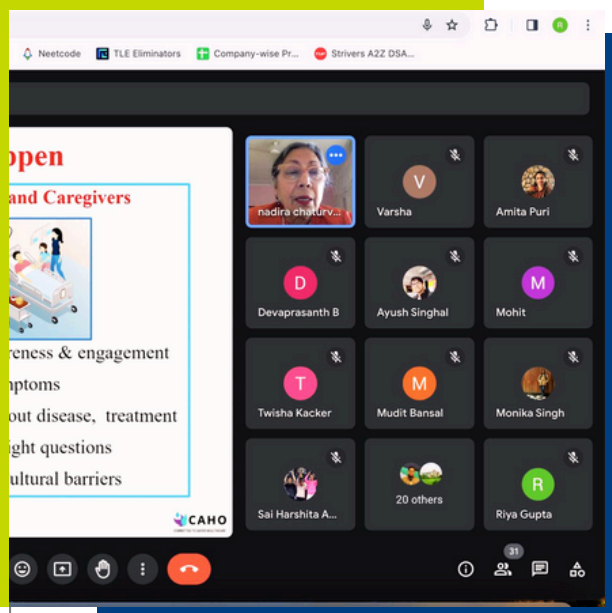 R
Neetcode
TLE Eliminators
Company-wise Pr...
Strivers A2Z DSA...
ppen
and Caregivers
reness & engagement
nptoms
out disease, treatment
ight questions
ultural barriers
CAHO
nadira chaturv...
V
Varsha
Amita Puri
D
Devaprasanth B
Ayush Singhal
M
Mohit
T
Twisha Kacker
M
Mudit Bansal
Monika Singh
Sai Harshita A...
20 others
R
Riya Gupta
31